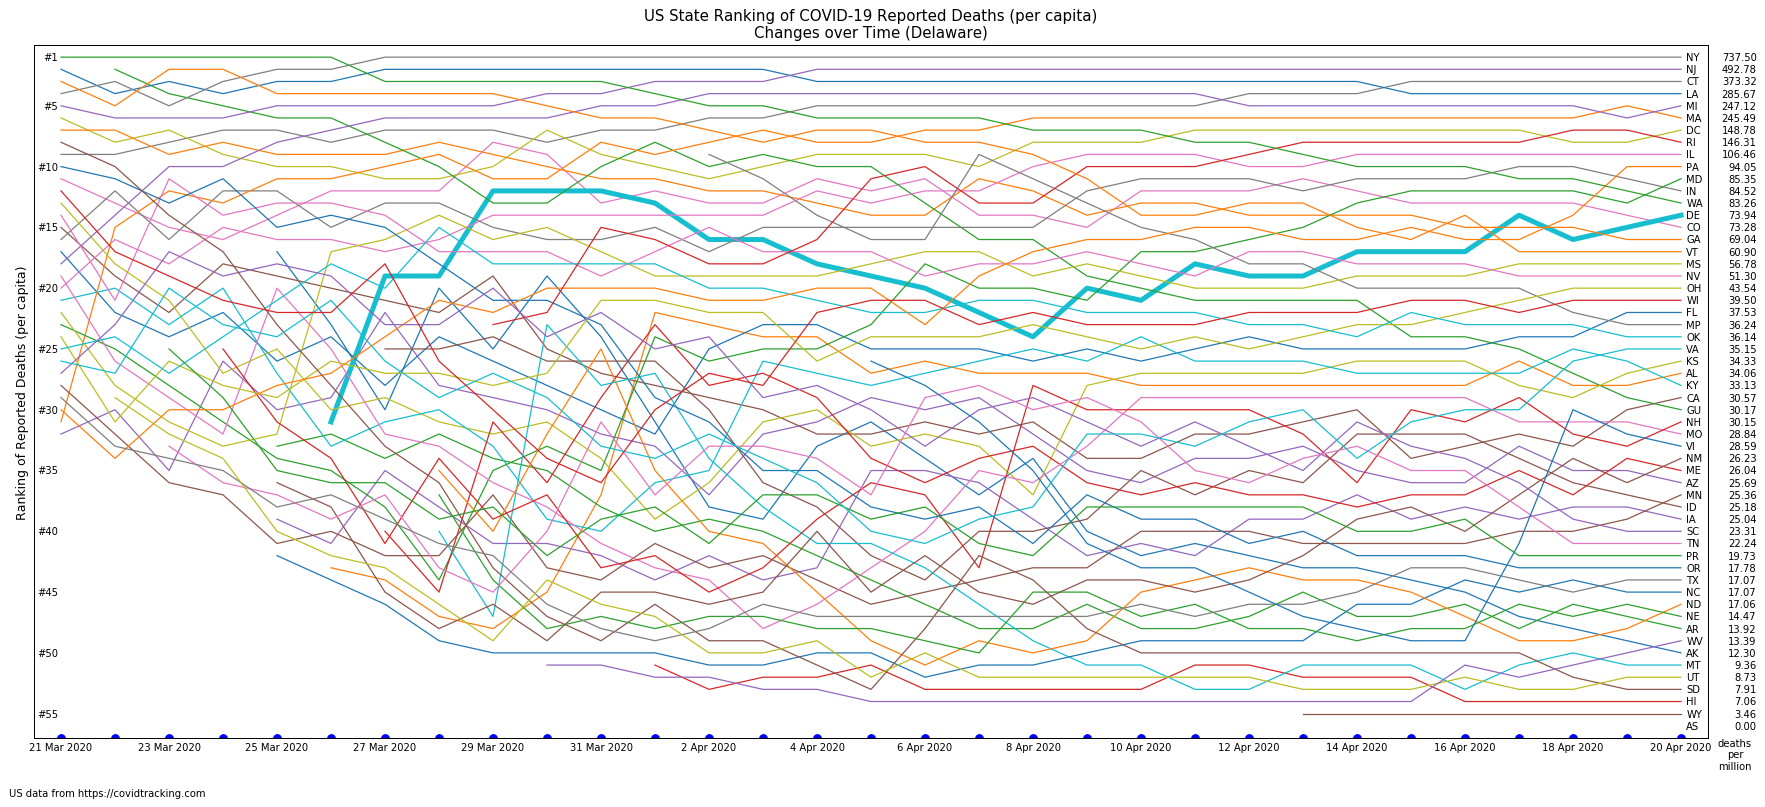 US State Ranking of COVID-19 Reported Deaths (per capita)
Changes over Time (Delaware)
Ranking of Reported Deaths (per capita)
#1
#5
#10
#15
#20
#25
#30
#35
#40
#45
#50
#55
NY 737.50
NJ 492.78
CT 373.32
LA 285.67
MI 247.12
MA 245.49
DC 148.78
RI 146.31
IL 106.46
PA 94.05
MD 85.35
IN 84.52
WA 83.26
DE 73.94
CO 73.28
GA 69.04
VT 60.90
MS 56.78
NV 51.30
OH 43.54
WI 39.50
FL 37.53
MP 36.24
OK 36.14
VA 35.15
KS 34.33
AL 34.06
KY 33.13
CA 30.57
GU 30.17
NH 30.15
MO 28.84
VI 28.59
NM 26.23
ME 26.04
AZ 25.69
MN 25.36
ID 25.18
IA 25.04
SC 23.31
TN 22.24
PR 19.73
OR 17.78
TX 17.07
NC 17.07
ND 17.06
NE 14.47
AR 13.92
WV 13.39
AK 12.30
MT 9.36
UT 8.73
SD 7.91
HI 7.06
WY 3.46
AS 0.00
21 Mar 2020 23 Mar 2020 25 Mar 2020 27 Mar 2020 29 Mar 2020 31 Mar 2020 2 Apr 2020 4 Apr 2020 6 Apr 2020 8 Apr 2020 10 Apr 2020 12 Apr 2020 14 Apr 2020 16 Apr 2020 18 Apr 2020 20 Apr 2020
deaths
per
million
US data from https://covidtracking.com